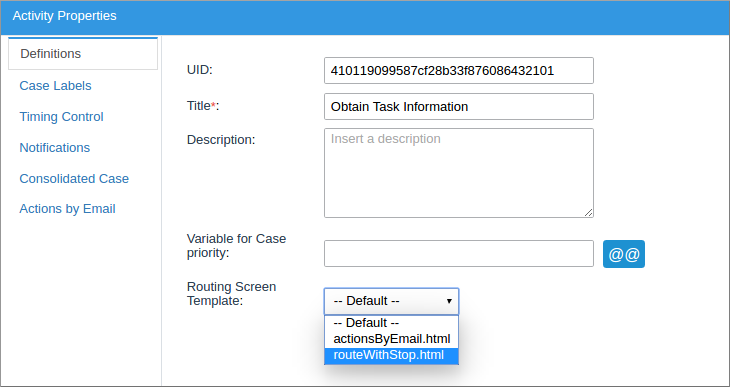 Activity Properties
Definitions
Case Labels
Timing Control
Notifications
Consolidated Case
Actions by Email
UID:
410119099587cf28b33f876086432101
Title*:
Obtain Task Information
Description:
Insert a description
Variable for Case
priority:
@@
Routing Screen
Template:
-- Default --
-- Default --
actionsByEmail.html
routeWithStop.html